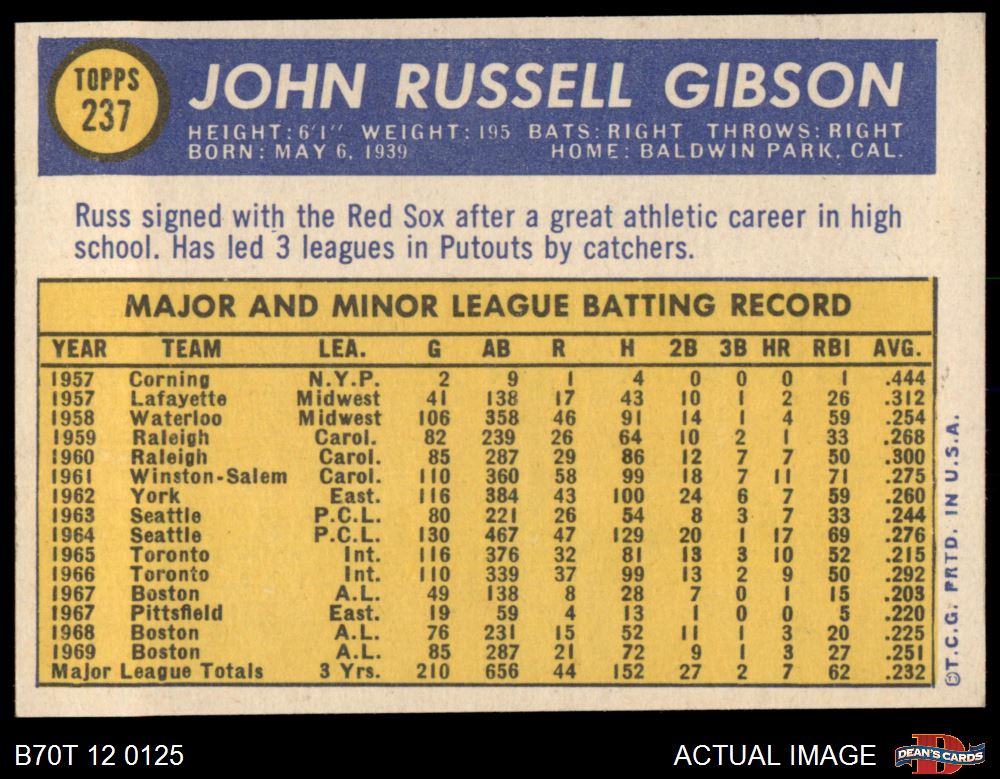 TOPPS
237
JOHN RUSSELL GIBSON
HEIGHT: 6'1" WEIGHT: 195 BATS: RIGHT THROWS: RIGHT
BORN: MAY 6, 1939 HOME: BALDWIN PARK, CAL.
Russ signed with the Red Sox after a great athletic career in high
school. Has led 3 leagues in Putouts by catchers.
MAJOR AND MINOR LEAGUE BATTING RECORD
YEAR TEAM LEA. G AB R H 2B 3B HR RBI AVG.
1957 Corning N.Y.P. 2 9 1 4 0 0 0 1 .444
1957 Lafayette Midwest 41 138 17 43 10 1 2 26 .312
1958 Waterloo Midwest 106 358 46 91 14 1 4 59 .254
1959 Raleigh Carol. 82 239 26 64 10 2 1 33 .268
1960 Raleigh Carol. 85 287 29 86 12 7 7 50 .300
1961 Winston-Salem Carol. 110 360 58 99 18 7 11 71 .275
1962 York East. 116 384 43 100 24 6 7 59 .260
1963 Seattle P.C.L. 80 221 26 54 8 3 7 33 .244
1964 Seattle P.C.L. 130 467 47 129 20 1 17 69 .276
1965 Toronto Int. 116 376 32 81 13 3 10 52 .215
1966 Toronto Int. 110 339 37 99 13 2 9 50 .292
1967 Boston A.L. 49 138 8 28 7 0 1 15 .203
1967 Pittsfield East. 19 59 4 13 1 0 0 5 .220
1968 Boston A.L. 76 231 15 52 11 1 3 20 .225
1969 Boston A.L. 85 287 21 72 9 1 3 27 .251
Major League Totals 3 Yrs. 210 656 44 152 27 2 7 62 .232
©T.C.G. PRTD. IN U.S.A.
B70T 12 0125
ACTUAL IMAGE
DEAN'S CARDS